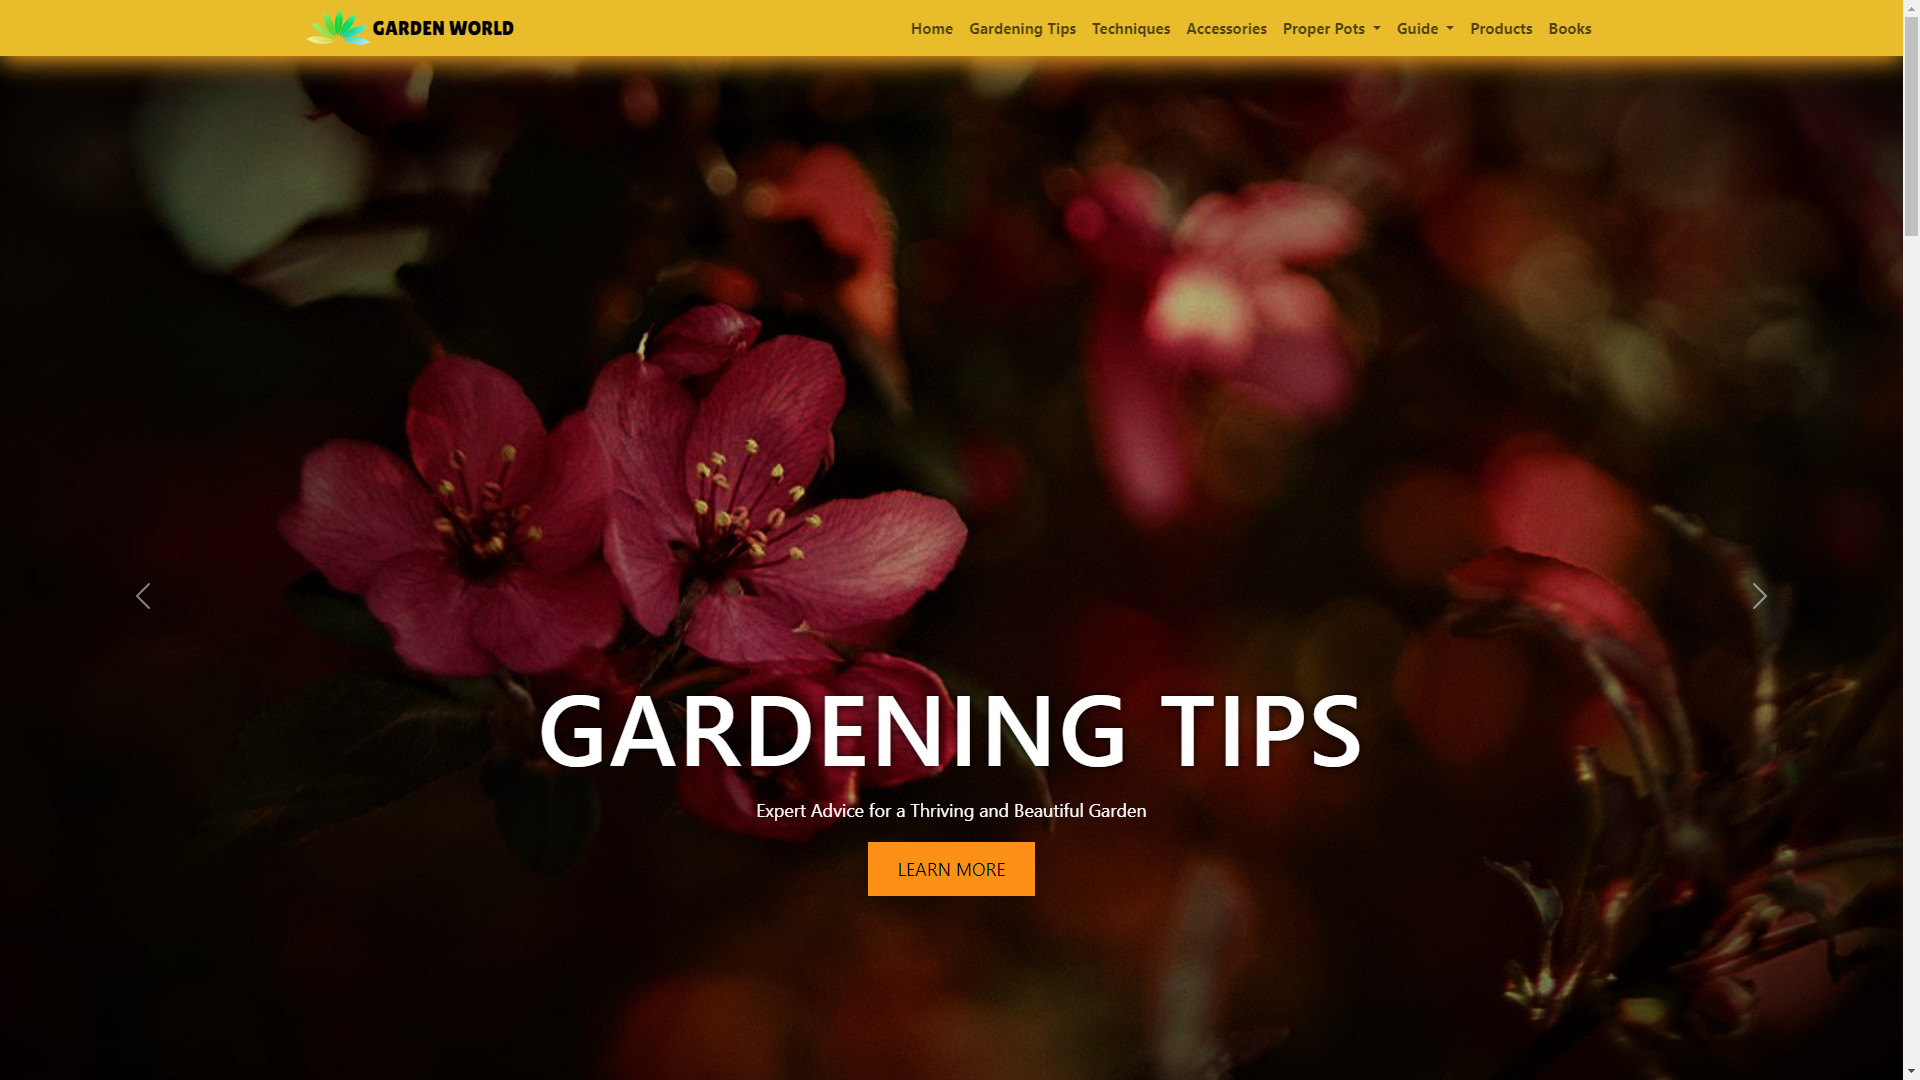 GARDEN WORLD
Home Gardening Tips Techniques Accessories Proper Pots Guide Products Books
GARDENING TIPS
Expert Advice for a Thriving and Beautiful Garden
LEARN MORE